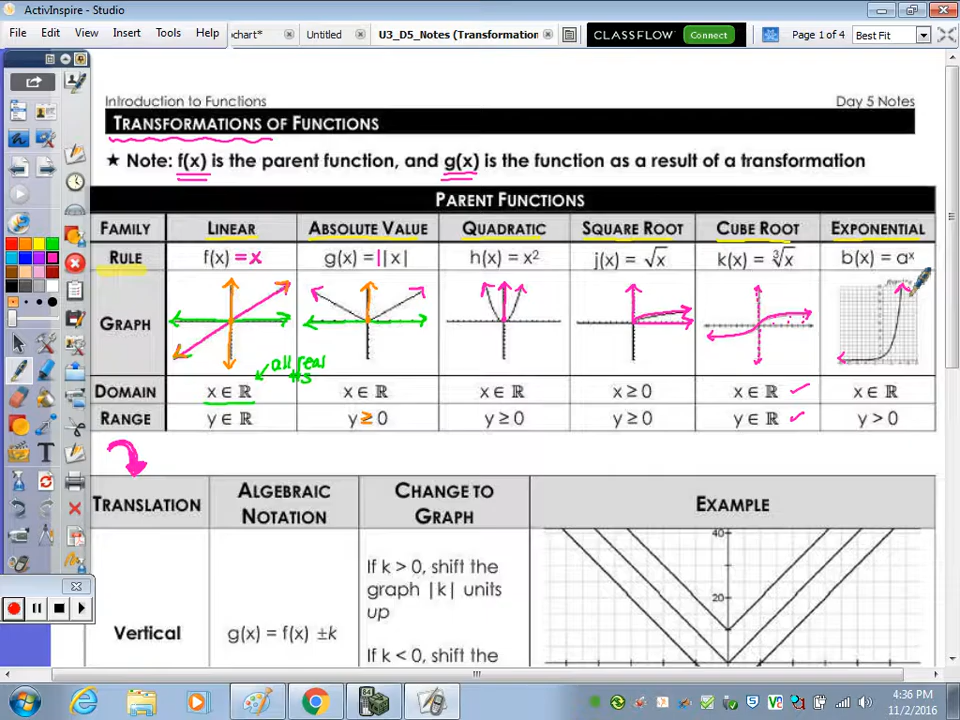 ActivInspire - Studio
File Edit View Insert Tools Help
chart* Untitled U3_D5_Notes (Transformation CLASSFLOW Connect Page 1 of 4 Best Fit
Introduction to Functions Day 5 Notes
TRANSFORMATIONS OF FUNCTIONS
★ Note: f(x) is the parent function, and g(x) is the function as a result of a transformation
PARENT FUNCTIONS
FAMILY LINEAR ABSOLUTE VALUE QUADRATIC SQUARE ROOT CUBE ROOT EXPONENTIAL
RULE f(x) = x g(x) = ||x| h(x) = x² j(x) = √x k(x) = ∛x b(x) = aˣ
GRAPH
all real #s
DOMAIN x ∈ ℝ x ∈ ℝ x ∈ ℝ x ≥ 0 x ∈ ℝ x ∈ ℝ
RANGE y ∈ ℝ y ≥ 0 y ≥ 0 y ≥ 0 y ∈ ℝ y > 0
TRANSLATION ALGEBRAIC NOTATION CHANGE TO GRAPH EXAMPLE
Vertical g(x) = f(x) ±k
If k > 0, shift the
graph |k| units
up
If k < 0, shift the
40
20
4:36 PM
11/2/2016